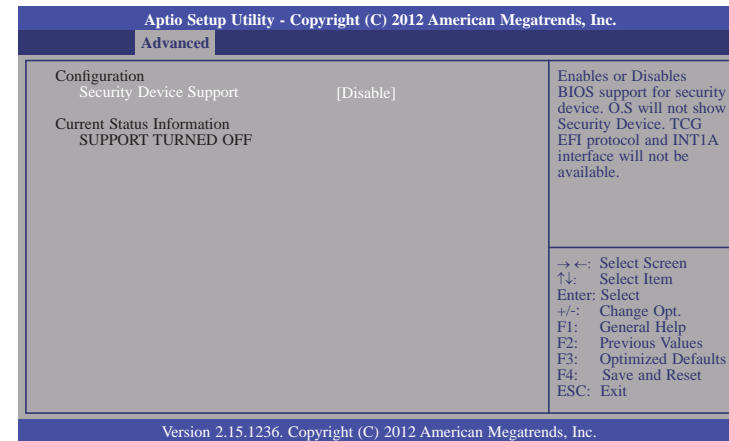 Aptio Setup Utility - Copyright (C) 2012 American Megatrends, Inc.
Advanced
Configuration
Security Device Support [Disable]
Current Status Information
SUPPORT TURNED OFF
Enables or Disables
BIOS support for security
device. O.S will not show
Security Device. TCG
EFI protocol and INT1A
interface will not be
available.
→←: Select Screen
↑↓: Select Item
Enter: Select
+/-: Change Opt.
F1: General Help
F2: Previous Values
F3: Optimized Defaults
F4: Save and Reset
ESC: Exit
Version 2.15.1236. Copyright (C) 2012 American Megatrends, Inc.